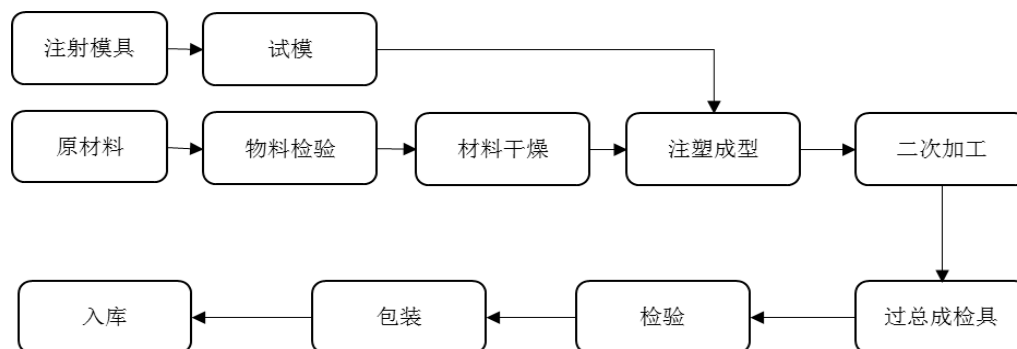 注射模具
试模
原材料
物料检验
材料干燥
注塑成型
二次加工
入库
包装
检验
过总成检具